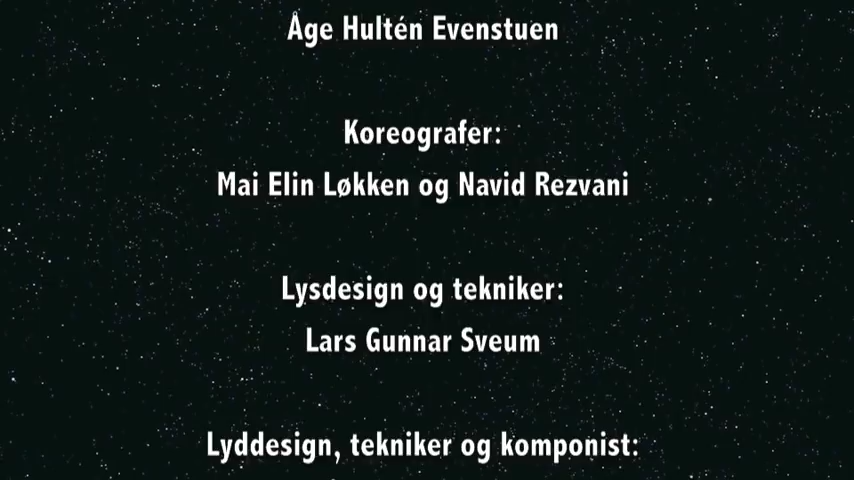 Åge Hultén Evenstuen
Koreografer:
Mai Elin Løkken og Navid Rezvani
Lysdesign og tekniker:
Lars Gunnar Sveum
Lyddesign, tekniker og komponist: